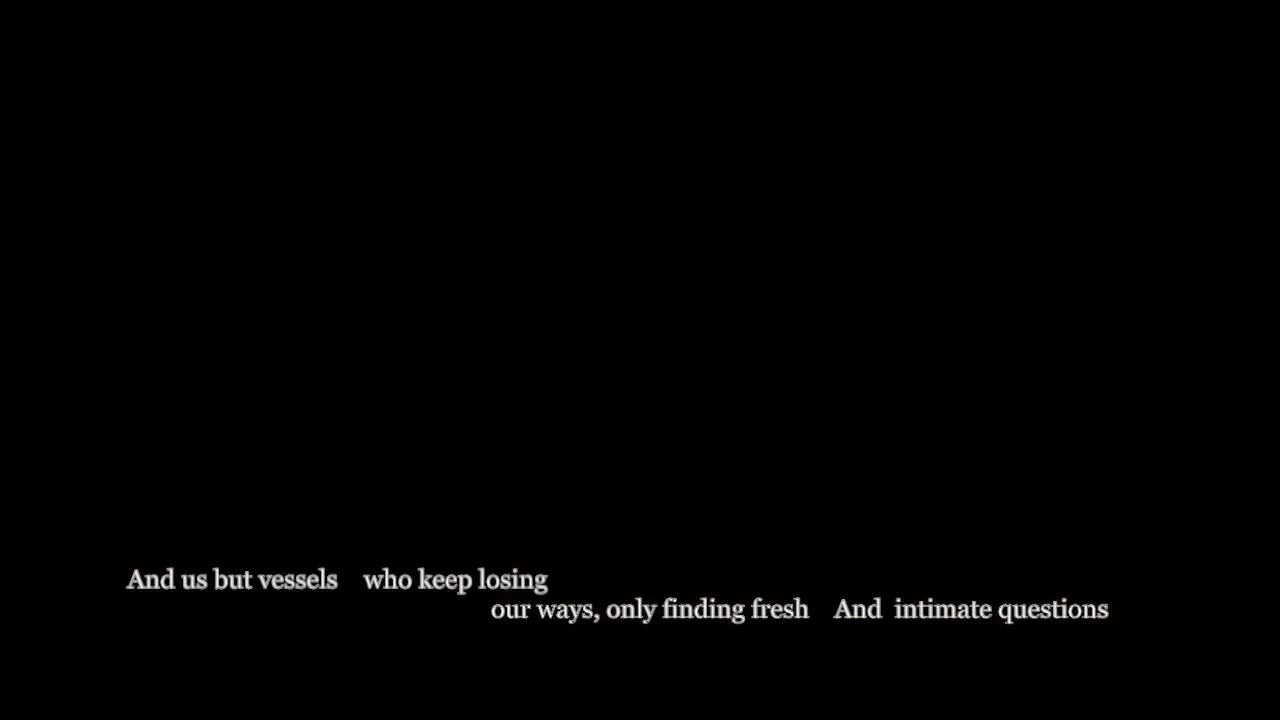 And us but vessels    who keep losing
our ways, only finding fresh    And  intimate questions